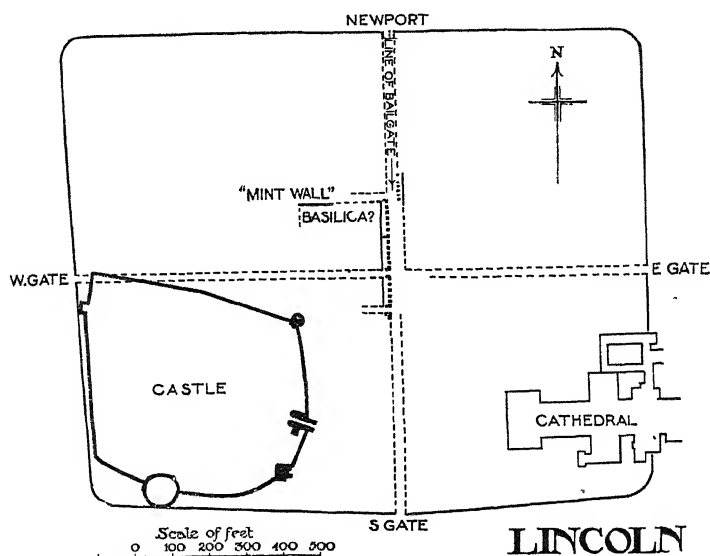 NEWPORT
LINE OF BAILGATE
N
"MINT WALL"
BASILICA?
W. GATE
E GATE
CASTLE
CATHEDRAL
S GATE
Scale of feet
0 100 200 300 400 500
LINCOLN